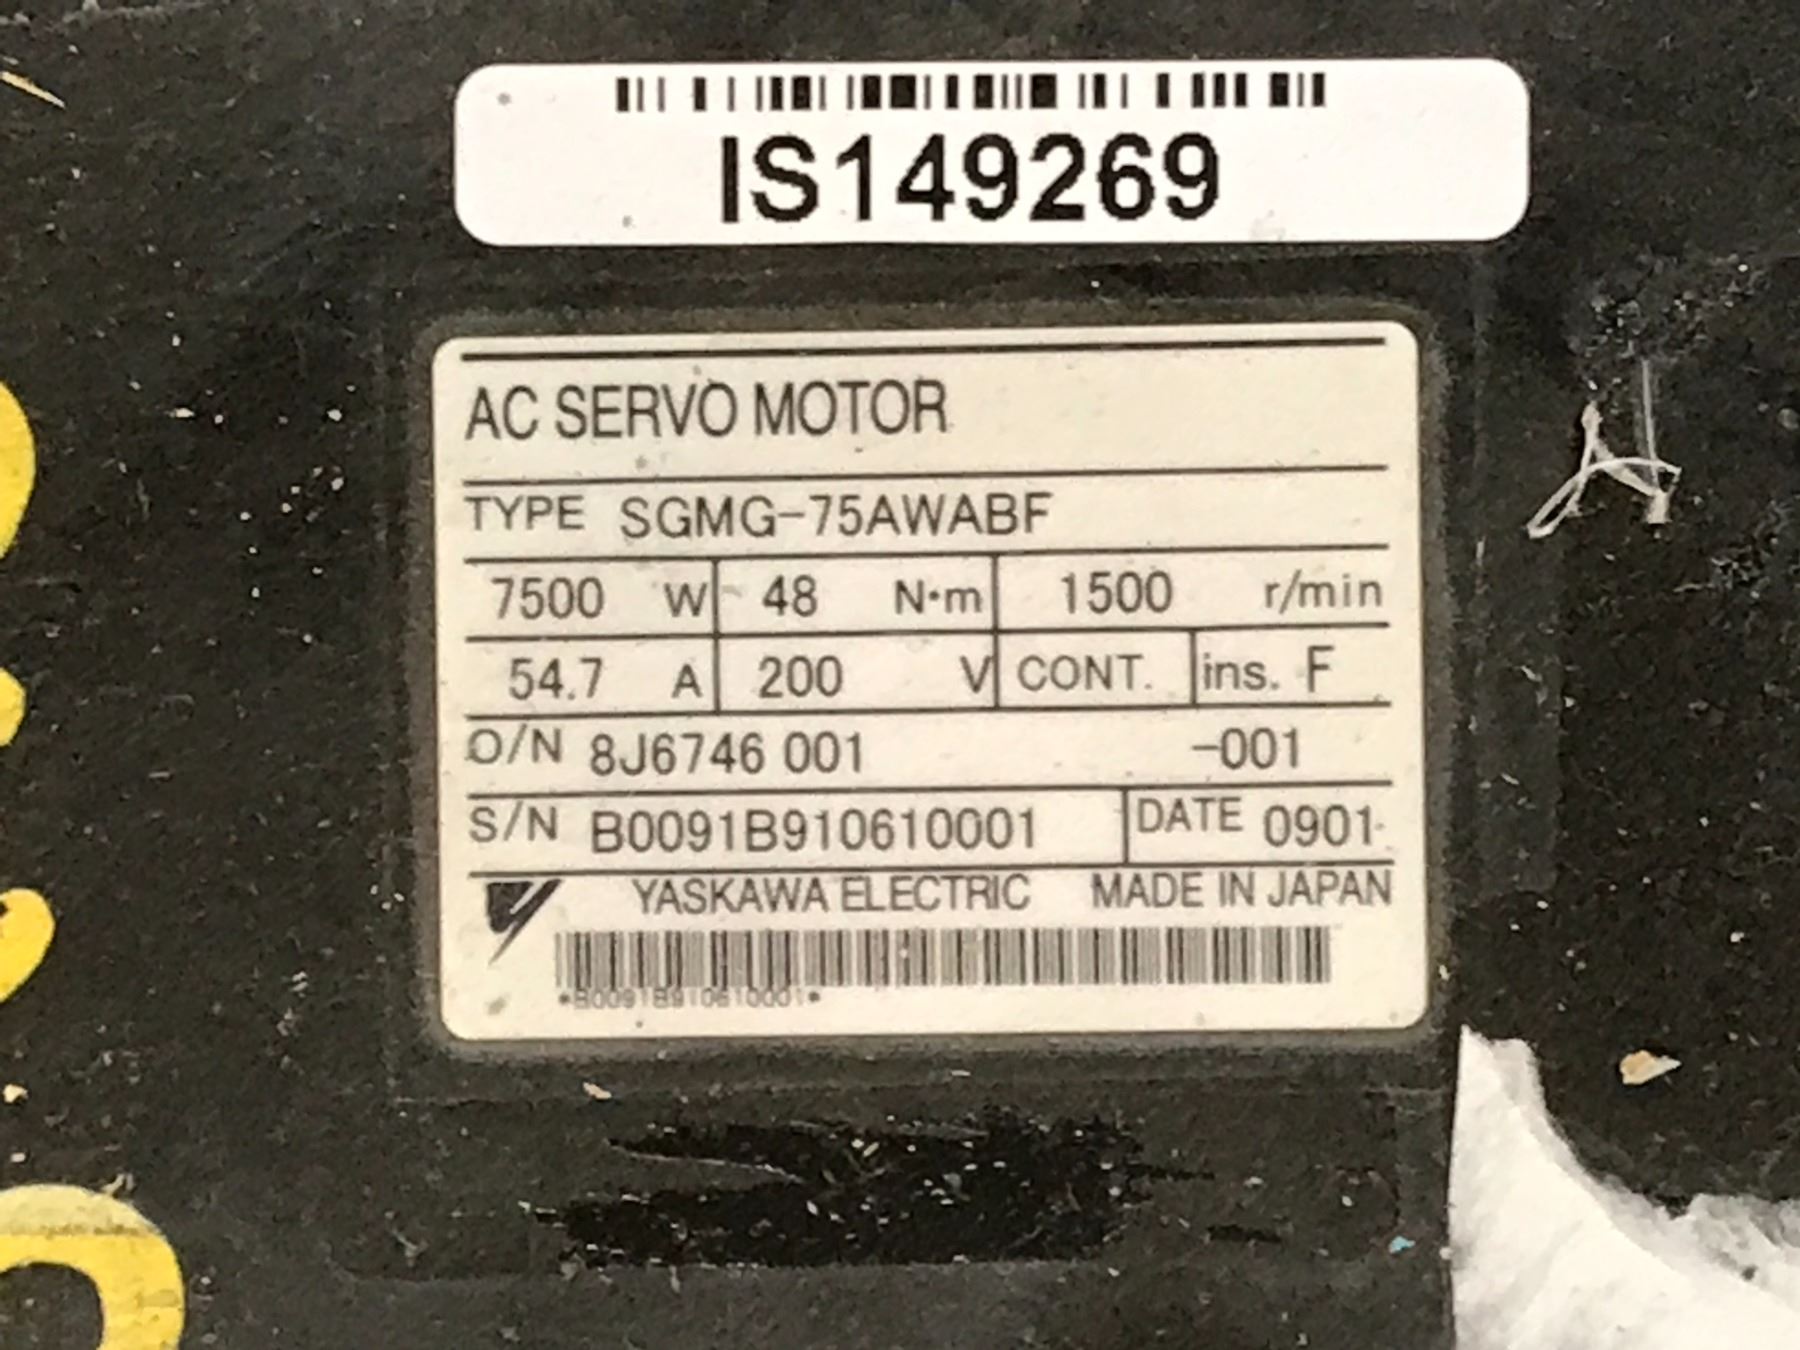 IS149269
AC SERVO MOTOR
TYPE SGMG-75AWABF
7500 W 48 N·m 1500 r/min
54.7 A 200 V CONT. ins. F
O/N 8J6746 001 -001
S/N B0091B910610001 DATE 0901
YASKAWA ELECTRIC MADE IN JAPAN
*B0091B910610001*